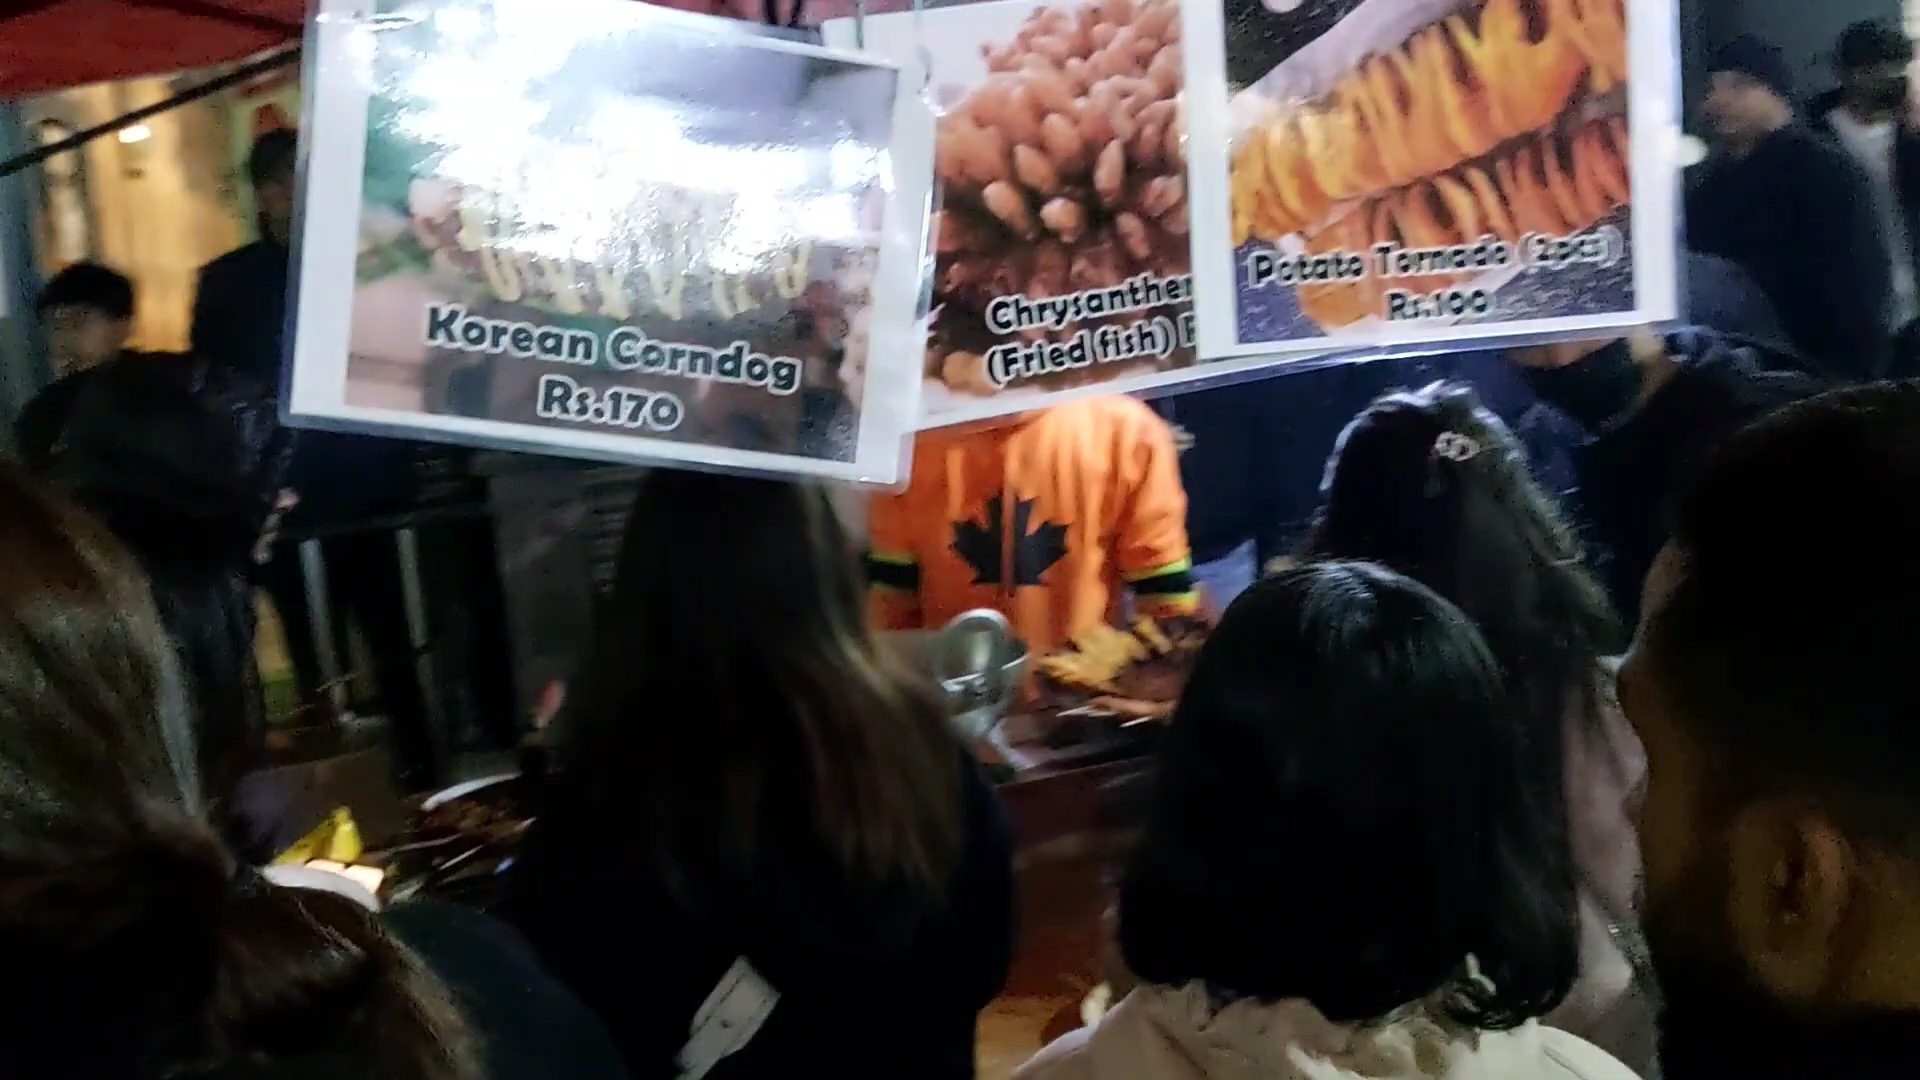 Korean Corndog
Rs.170
Chrysanthem
(Fried fish) R
Potato Tornado (2pcs)
Rs.100